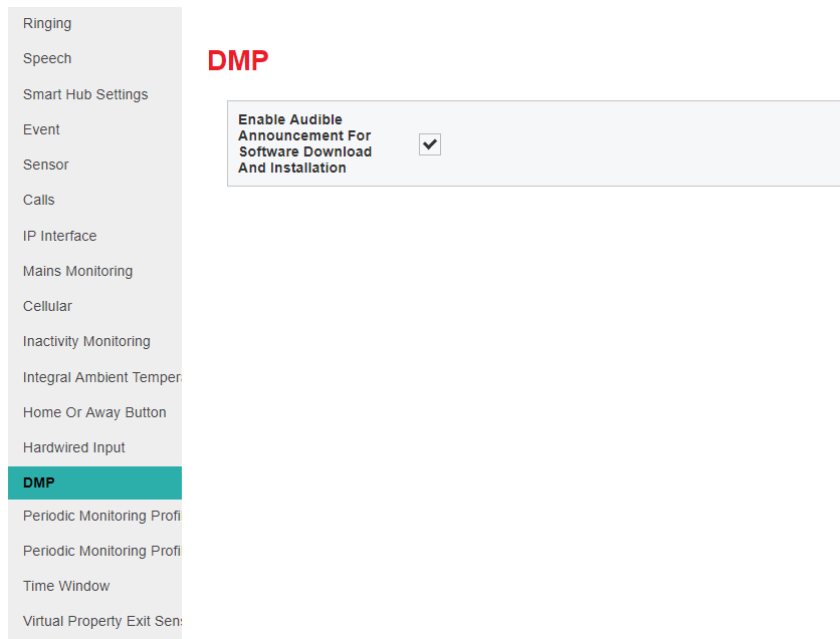 Ringing
Speech
Smart Hub Settings
Event
Sensor
Calls
IP Interface
Mains Monitoring
Cellular
Inactivity Monitoring
Integral Ambient Temper
Home Or Away Button
Hardwired Input
DMP
Periodic Monitoring Profi
Periodic Monitoring Profi
Time Window
Virtual Property Exit Sen
DMP
Enable Audible
Announcement For
Software Download
And Installation